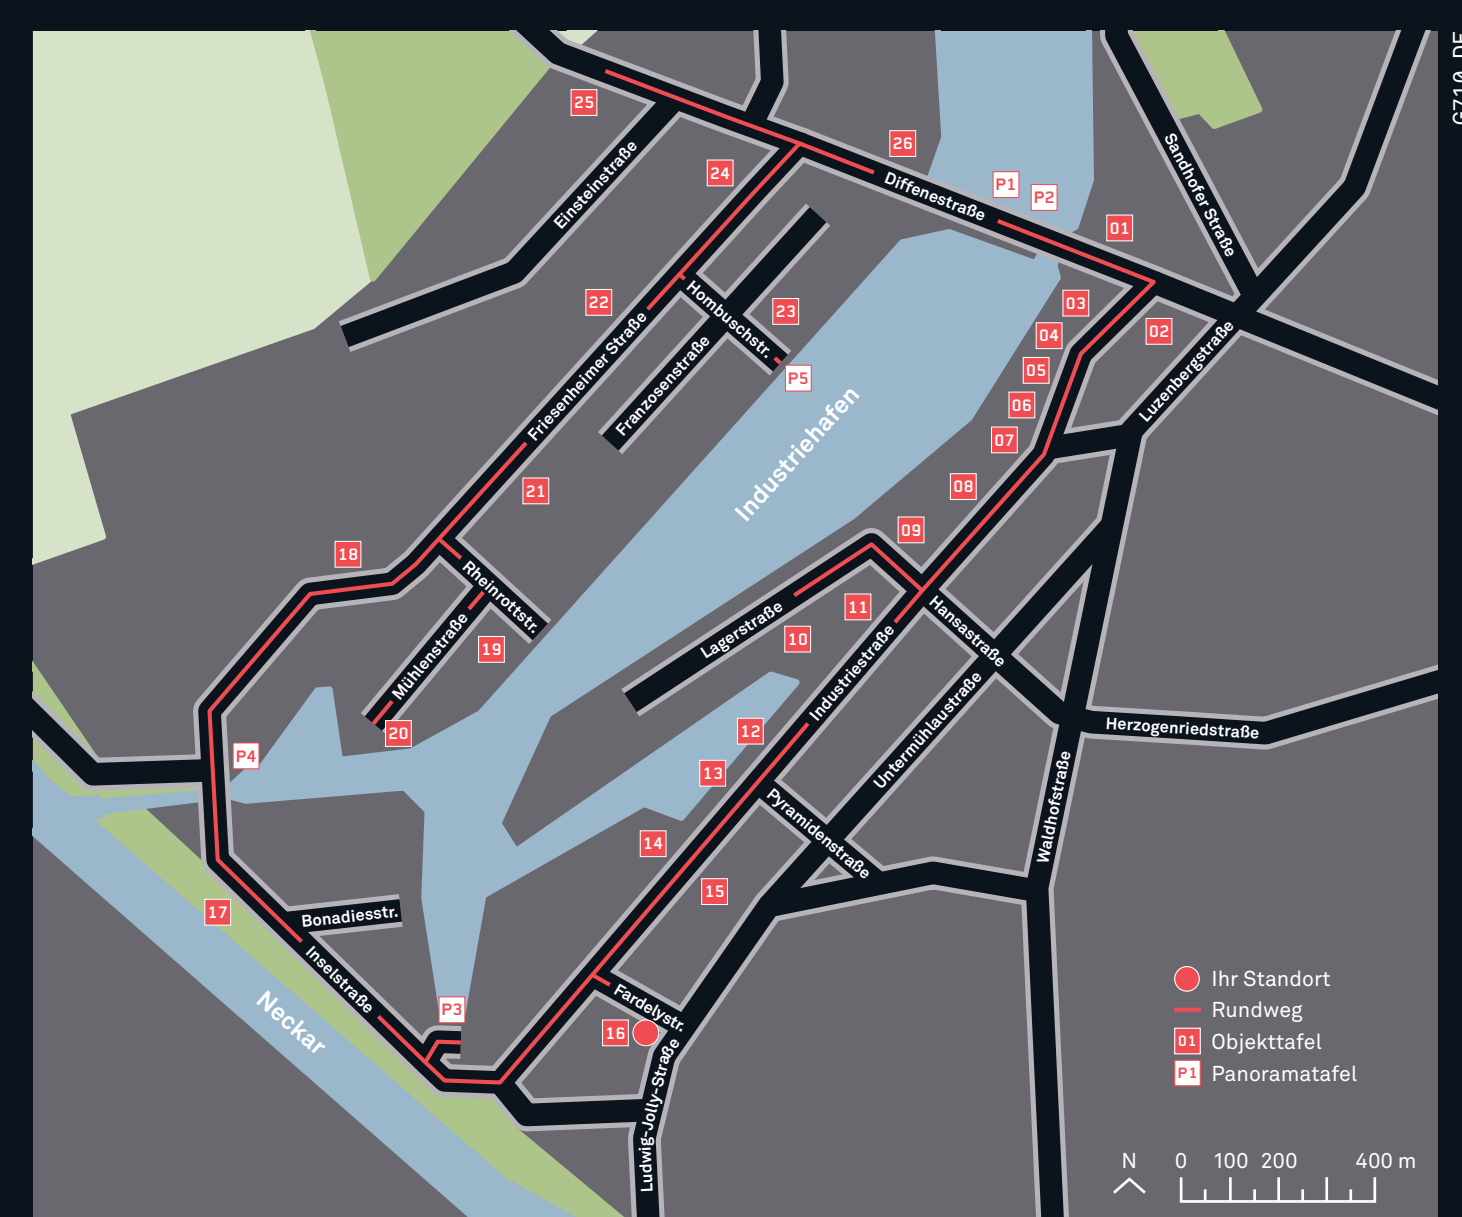 G710 DE
25
26
24
Diffenestraße
P1
P2
Sandhofer Straße
01
Einsteinstraße
22
Hombuschstr.
23
03
02
04
05
06
07
Luzenbergstraße
P5
Friesenheimer Straße
Franzosenstraße
Industriehafen
21
08
09
18
Rheinrottstr.
Mühlenstraße
19
20
Lagerstraße
11
10
Hansastraße
Industriestraße
Untermühlaustraße
Herzogenriedstraße
P4
12
13
14
Pyramidenstraße
Waldhofstraße
15
17
Bonadiesstr.
Inselstraße
Neckar
P3
Fardelystr.
16
Ludwig-Jolly-Straße
Ihr Standort
Rundweg
01 Objekttafel
P1 Panoramatafel
N 0 100 200 400 m